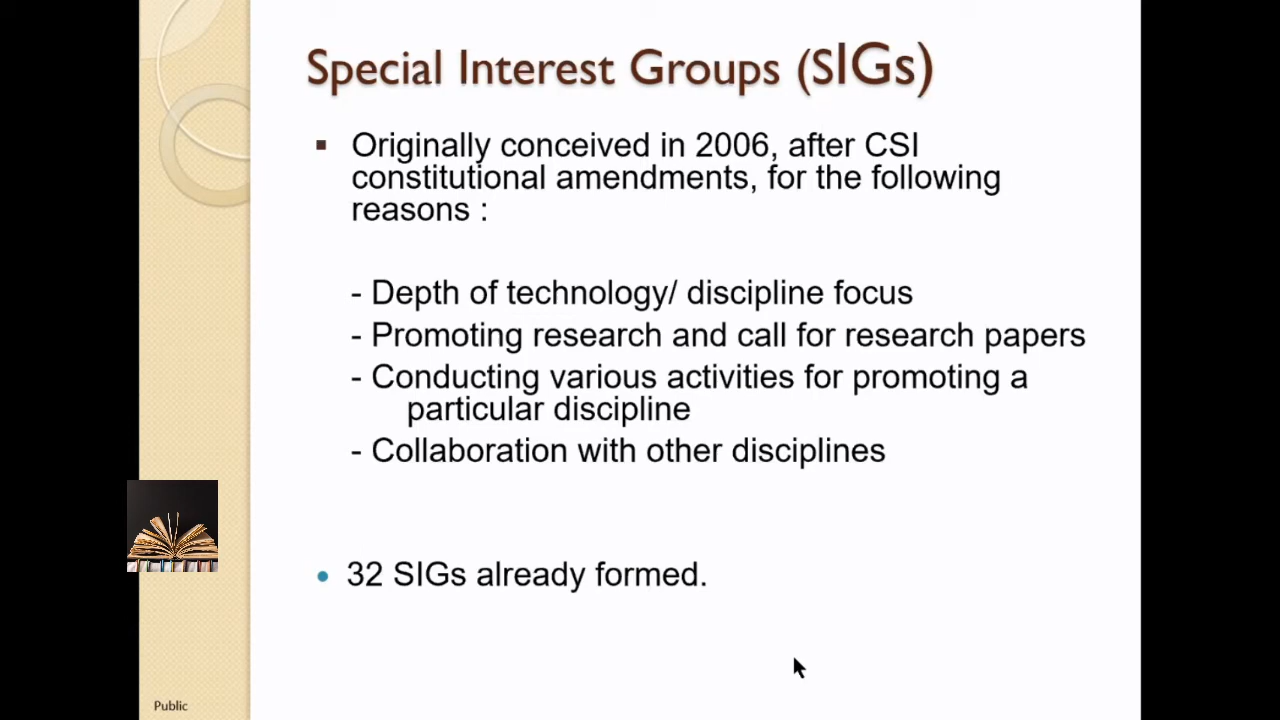 Special Interest Groups (SIGs)
▪ Originally conceived in 2006, after CSI
constitutional amendments, for the following
reasons :
- Depth of technology/ discipline focus
- Promoting research and call for research papers
- Conducting various activities for promoting a
particular discipline
- Collaboration with other disciplines
• 32 SIGs already formed.
Public